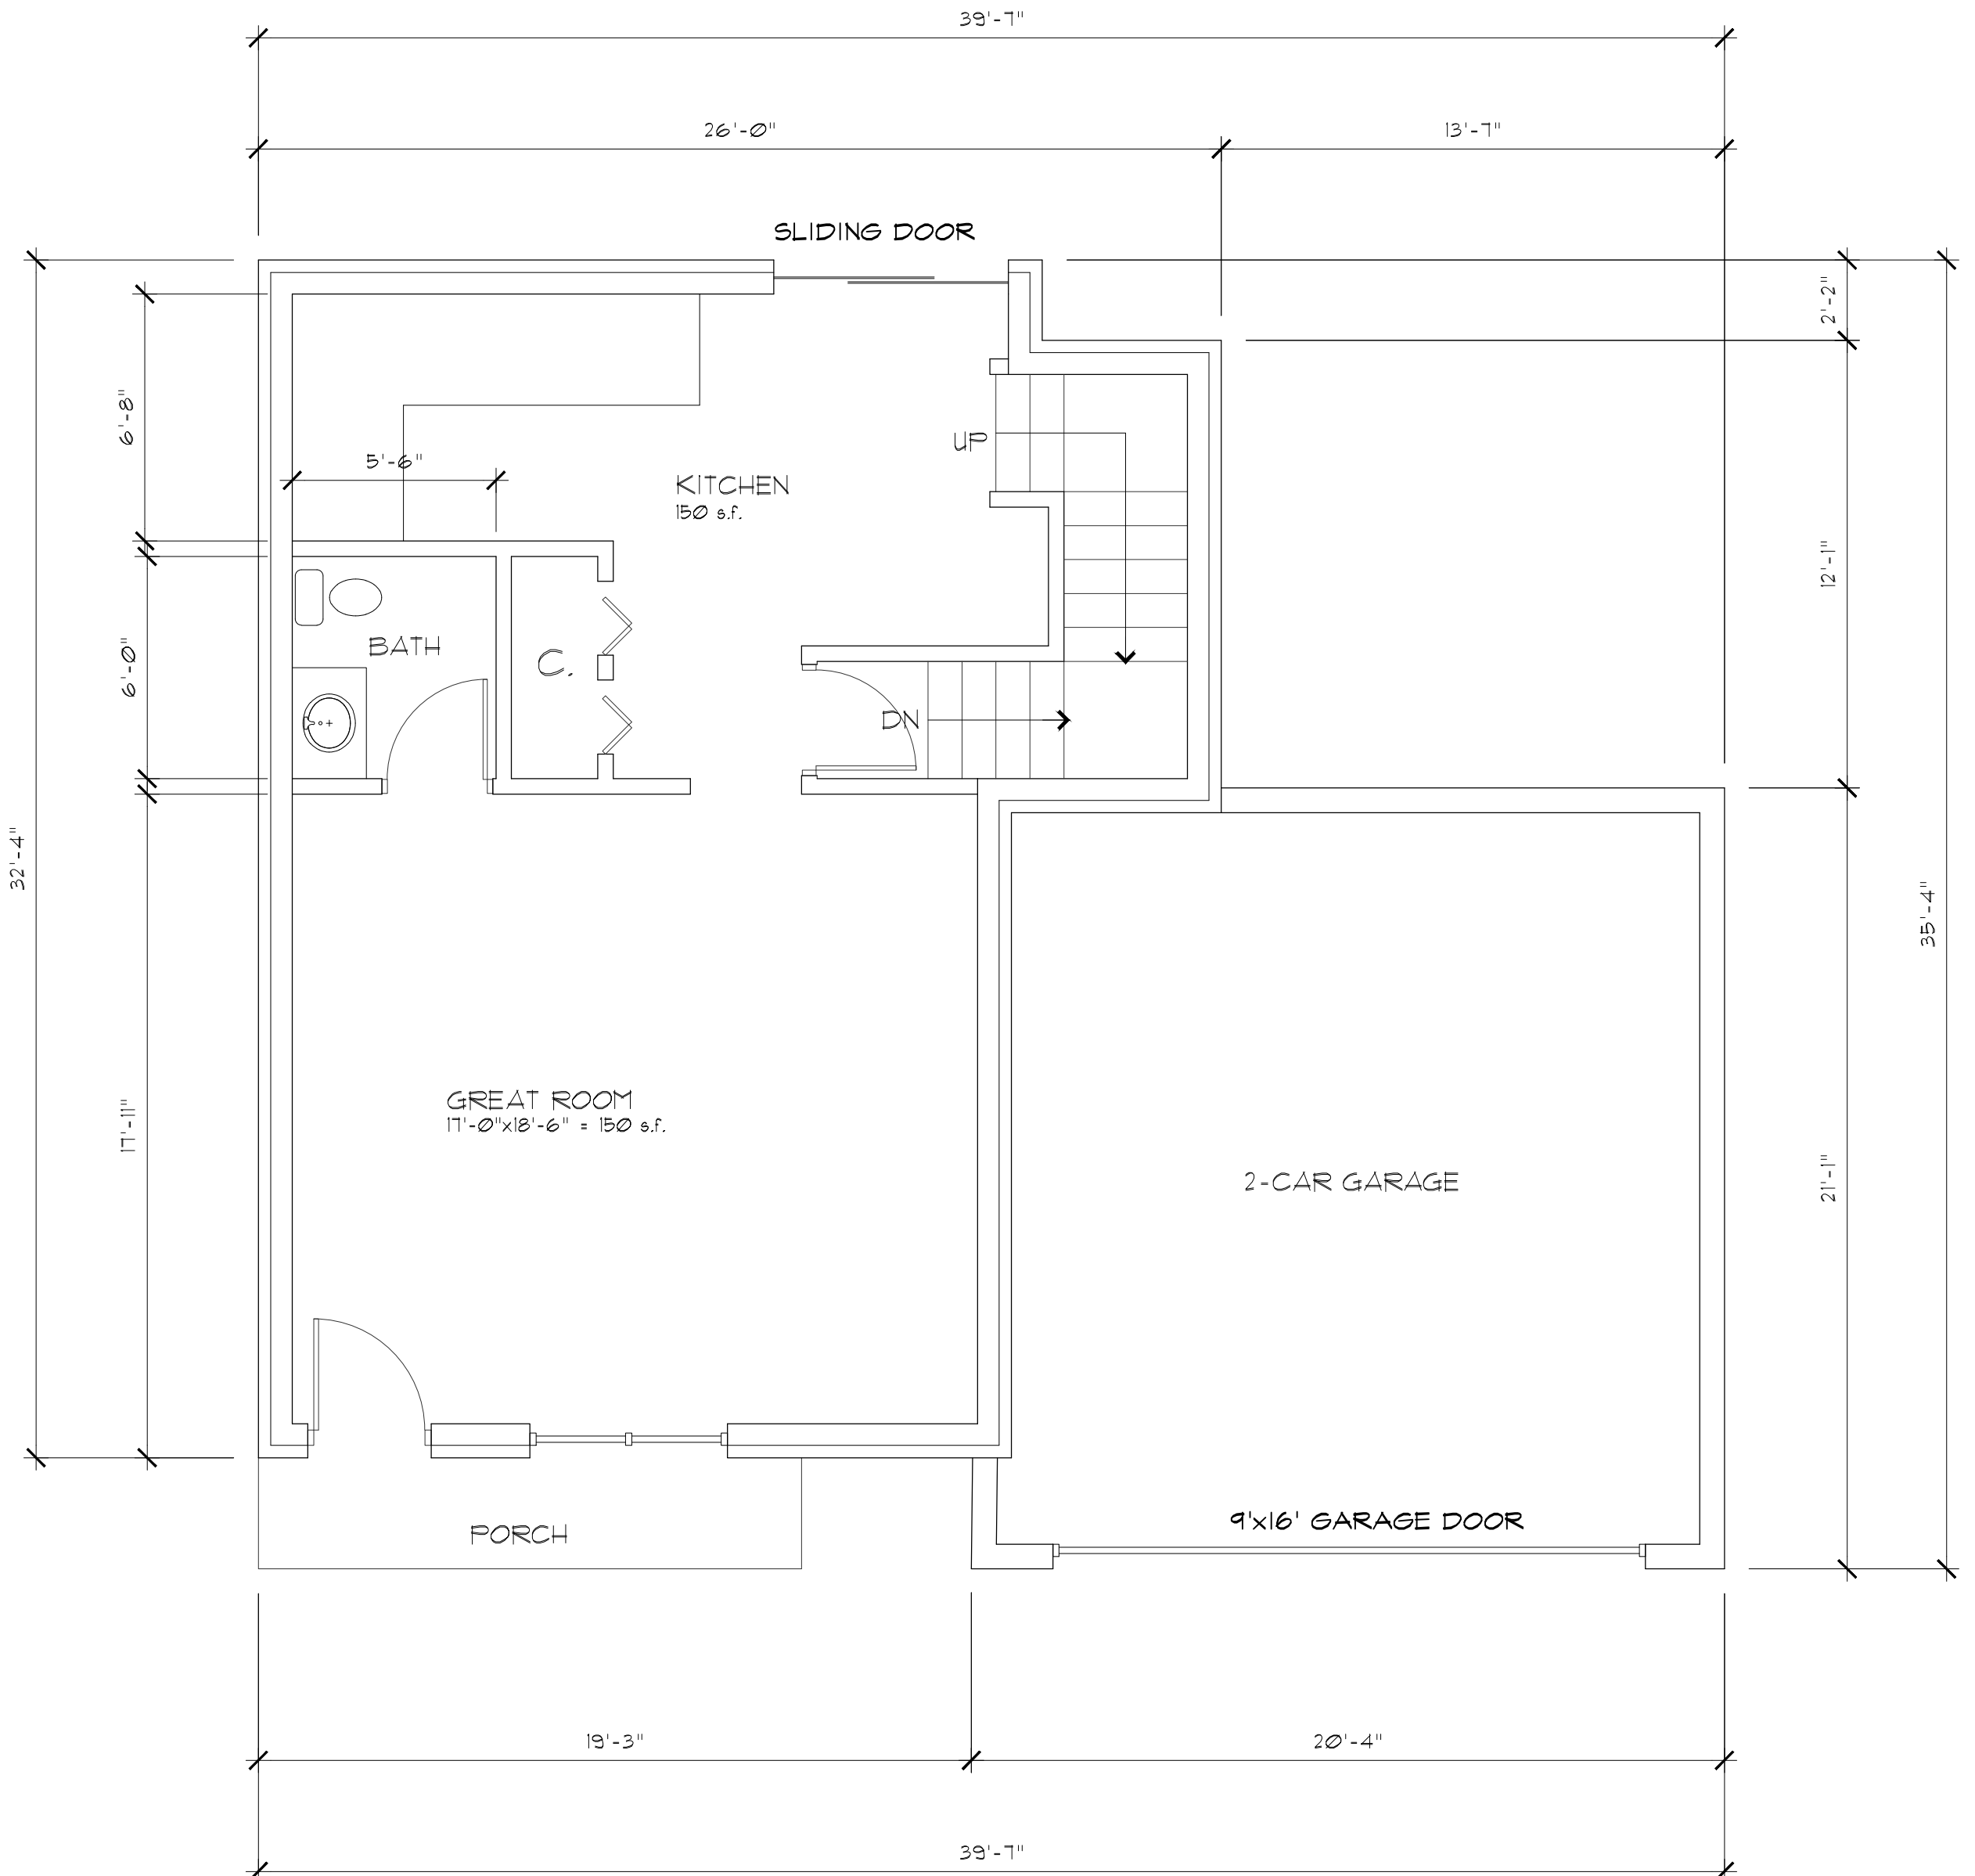 39'-7"
26'-0"
13'-7"
SLIDING DOOR
2'-2"
6'-8"
5'-6"
UP
KITCHEN
150 s.f.
12'-1"
BATH
C.
6'-0"
DN
32'-4"
35'-4"
GREAT ROOM
17'-0"x18'-6" = 150 s.f.
17'-11"
2-CAR GARAGE
21'-1"
9'x16' GARAGE DOOR
PORCH
19'-3"
20'-4"
39'-7"